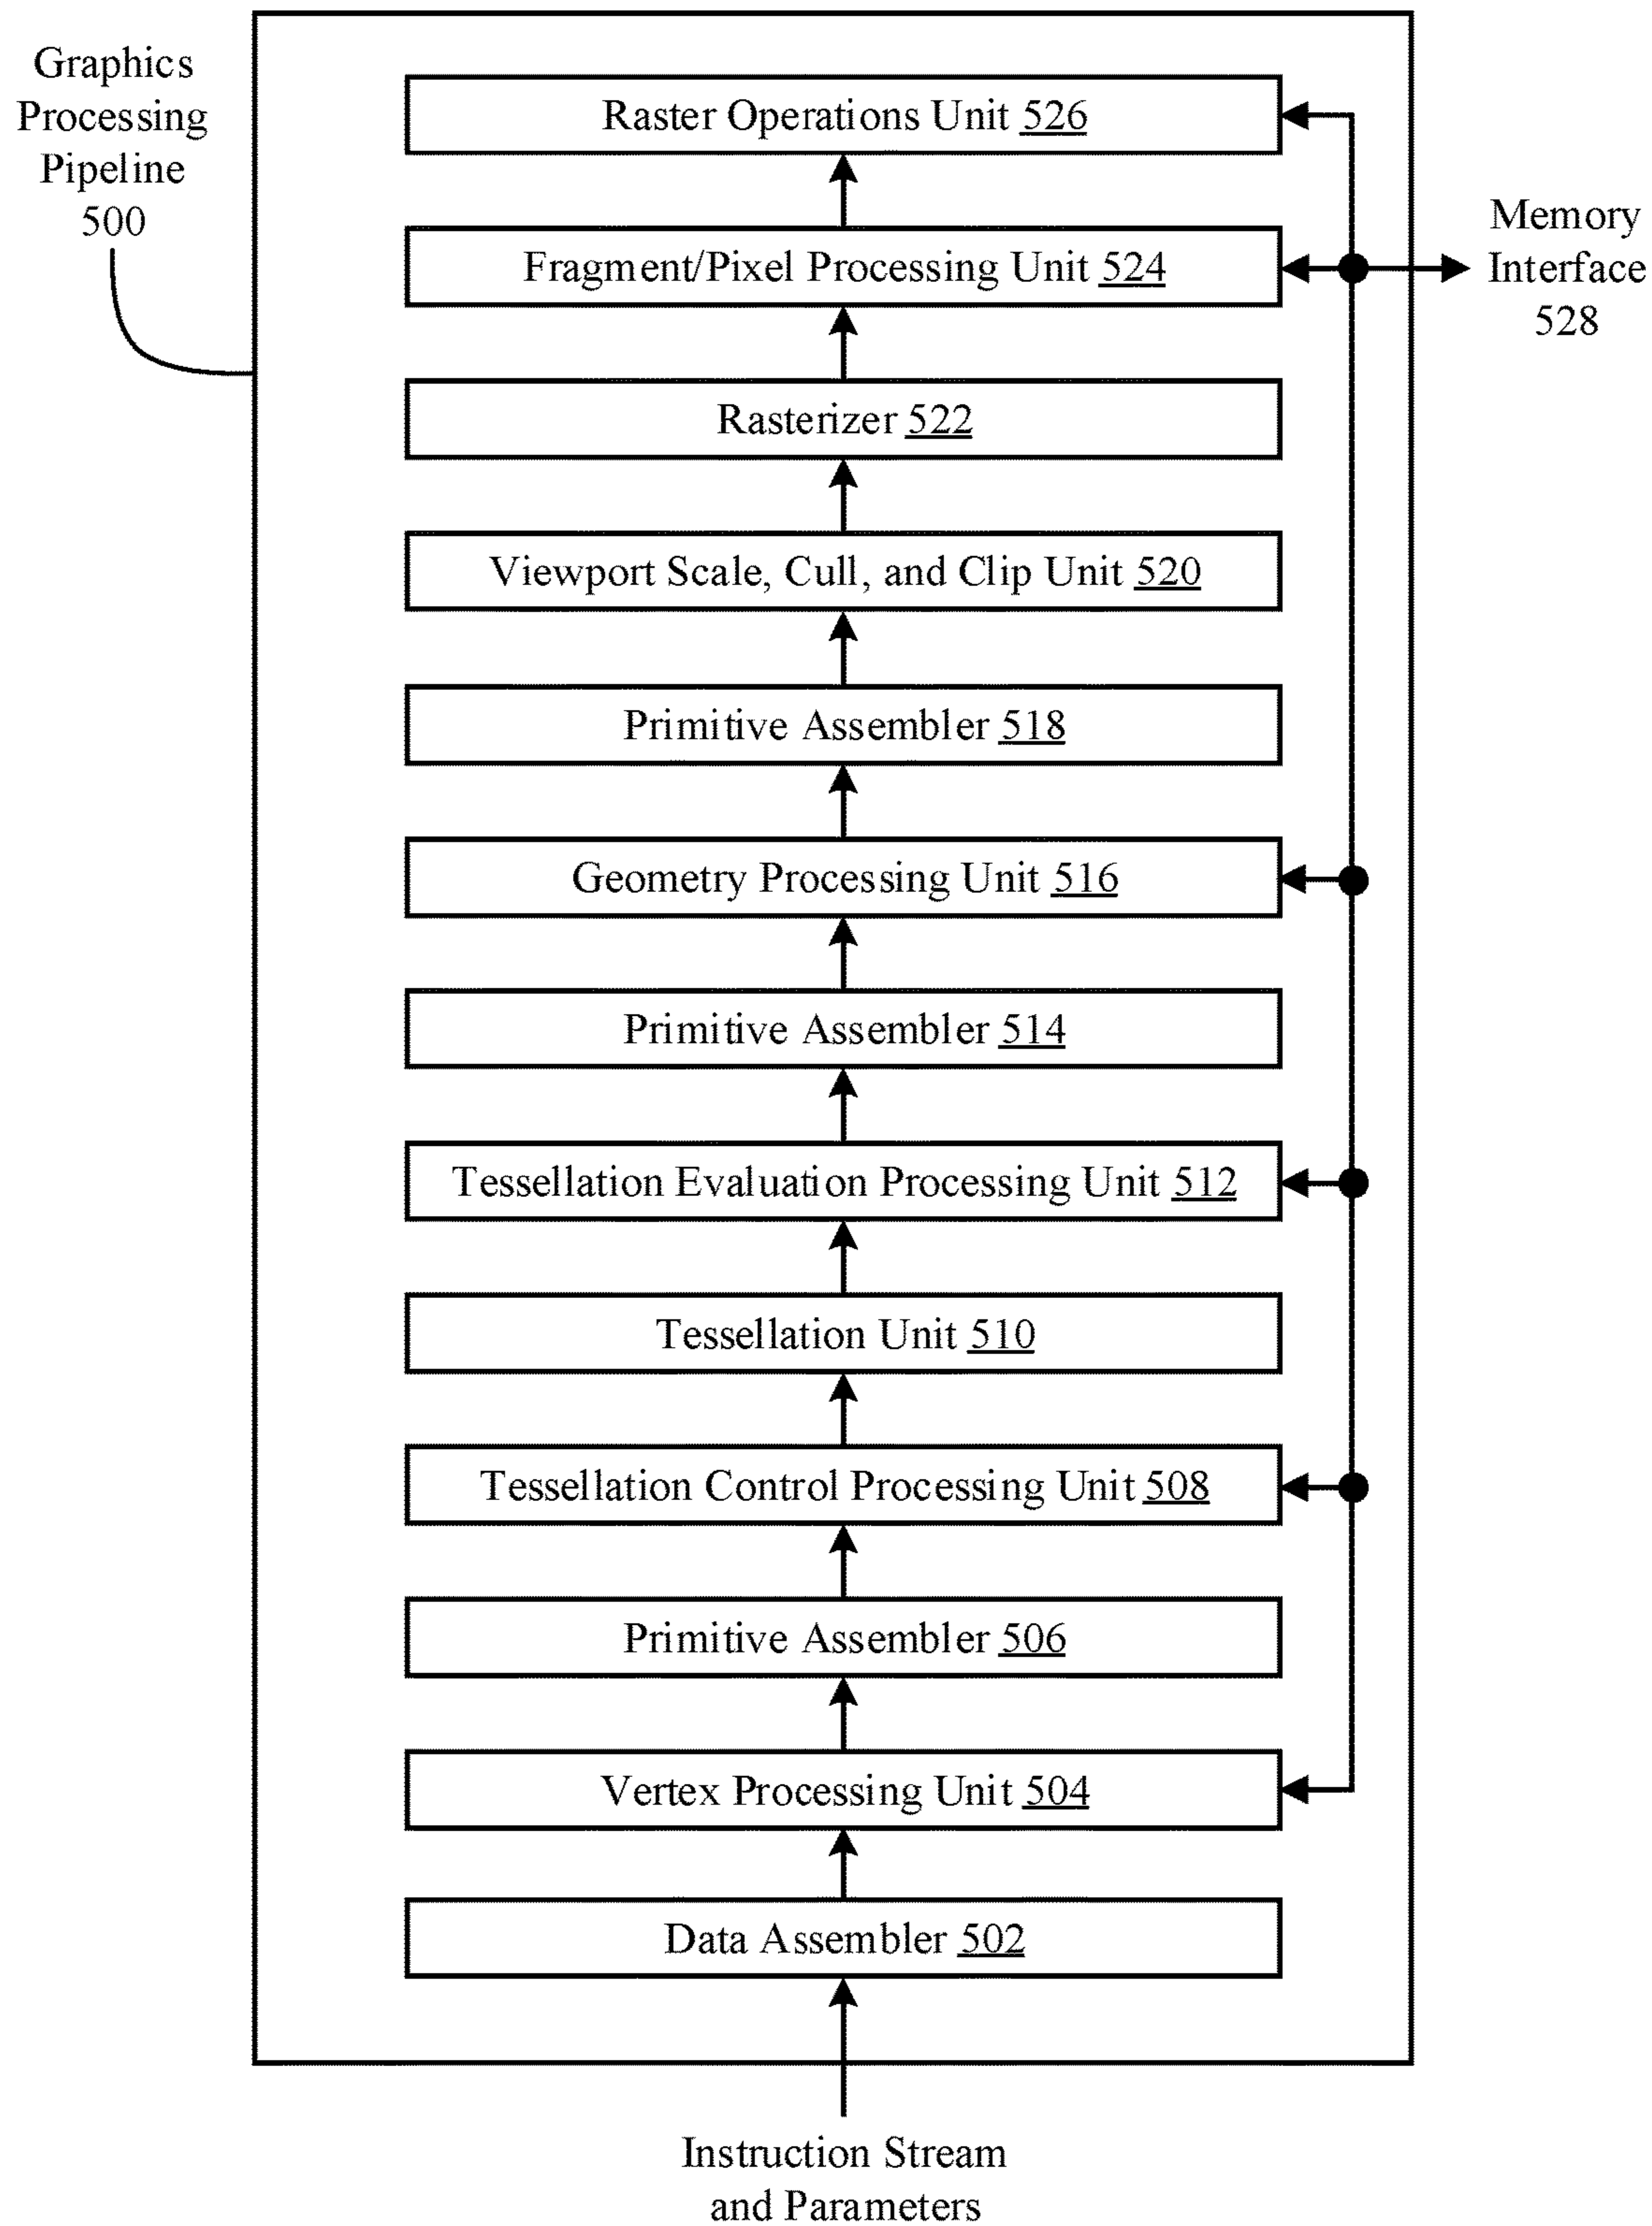 Graphics
Processing
Pipeline
500
Raster Operations Unit 526
Fragment/Pixel Processing Unit 524
Memory
Interface
528
Rasterizer 522
Viewport Scale, Cull, and Clip Unit 520
Primitive Assembler 518
Geometry Processing Unit 516
Primitive Assembler 514
Tessellation Evaluation Processing Unit 512
Tessellation Unit 510
Tessellation Control Processing Unit 508
Primitive Assembler 506
Vertex Processing Unit 504
Data Assembler 502
Instruction Stream
and Parameters